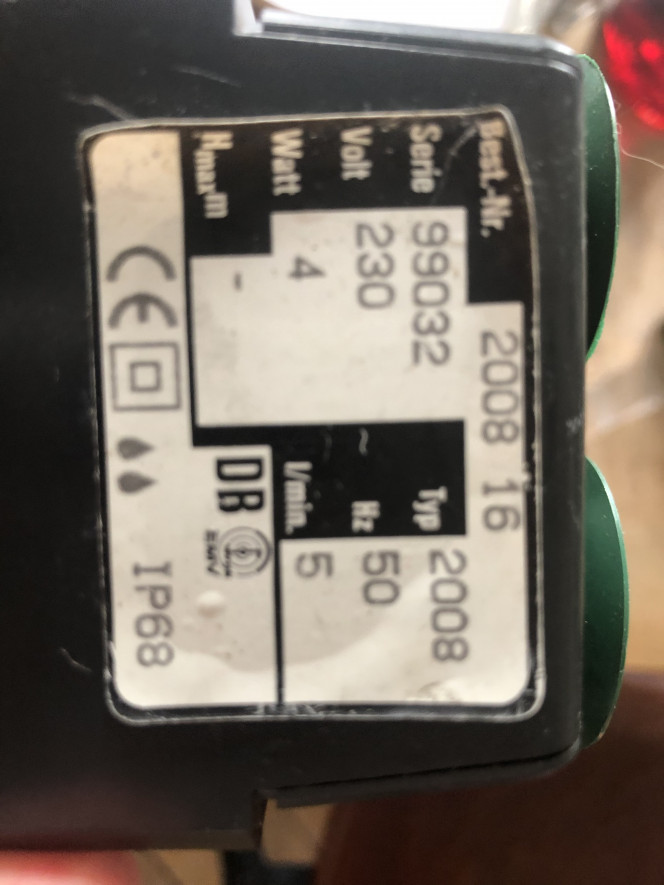 Best.-Nr. 2008 16
Serie 99032 Typ 2008
Volt 230 ~ Hz 50
Watt 4 l/min. 5
Hmax.m -
DB EMV
CE IP68